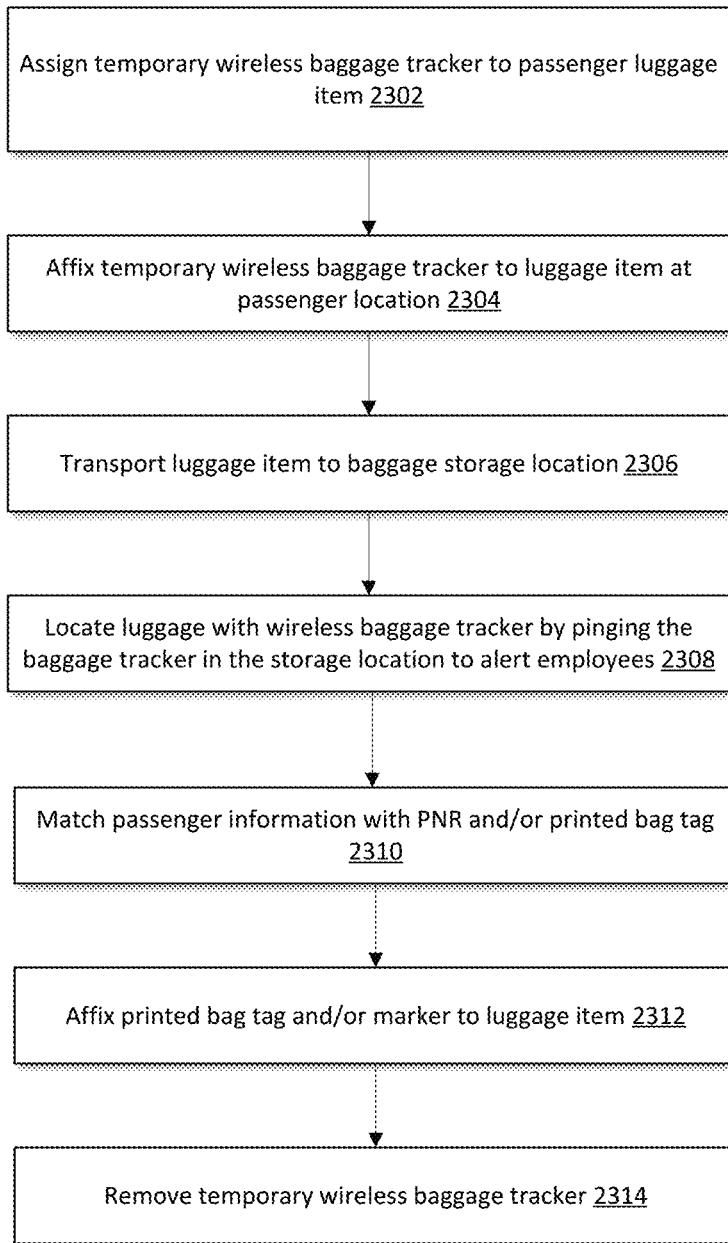 Assign temporary wireless baggage tracker to passenger luggage
item 2302
Affix temporary wireless baggage tracker to luggage item at
passenger location 2304
Transport luggage item to baggage storage location 2306
Locate luggage with wireless baggage tracker by pinging the
baggage tracker in the storage location to alert employees 2308
Match passenger information with PNR and/or printed bag tag
2310
Affix printed bag tag and/or marker to luggage item 2312
Remove temporary wireless baggage tracker 2314